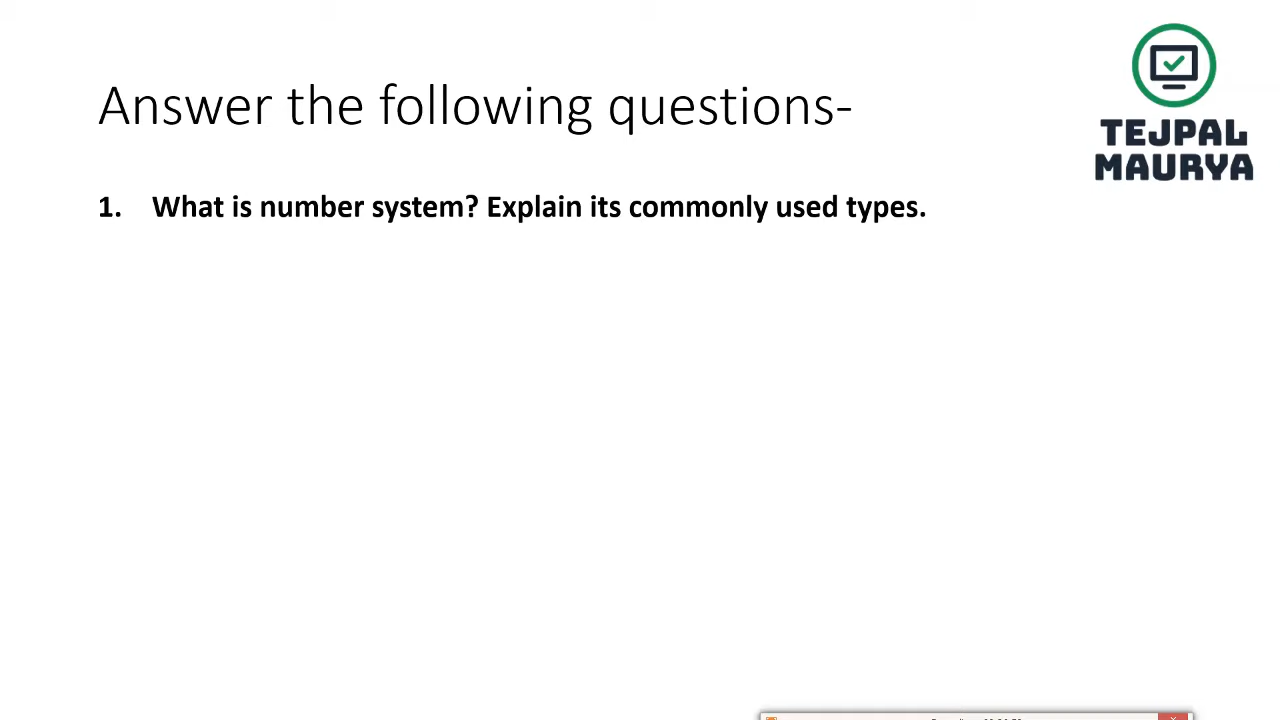 Answer the following questions-
TEJPAL
MAURYA
1. What is number system? Explain its commonly used types.